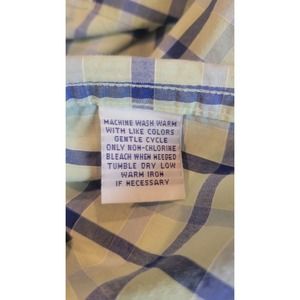 MACHINE WASH WARM
WITH LIKE COLORS
GENTLE CYCLE
ONLY NON-CHLORINE
BLEACH WHEN NEEDED
TUMBLE DRY LOW
WARM IRON
IF NECESSARY